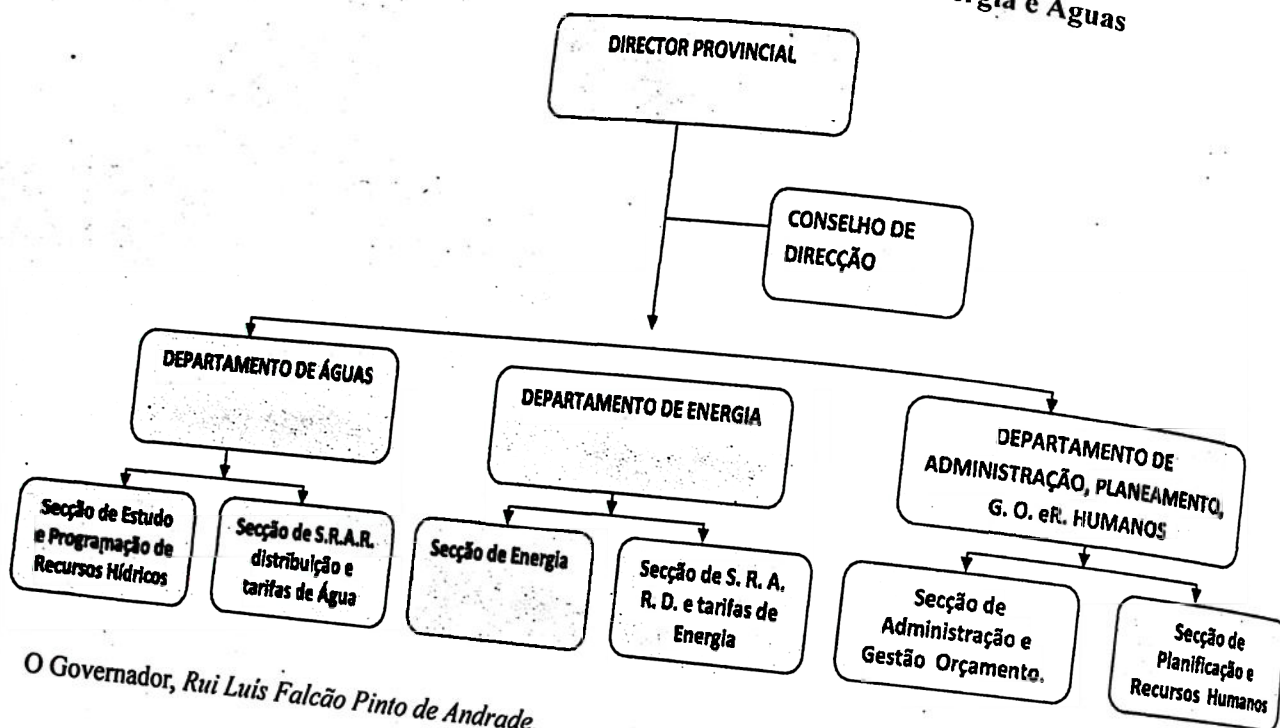 e Águas
DIRECTOR PROVINCIAL
CONSELHO DE
DIRECÇÃO
DEPARTAMENTO DE ÁGUAS
DEPARTAMENTO DE ENERGIA
DEPARTAMENTO DE
ADMINISTRAÇÃO, PLANEAMENTO,
G. O. eR. HUMANOS
Secção de Estudo
e Programação de
Recursos Hídricos
Secção de S.R.A.R.
distribuição e
tarifas de Água
Secção de Energia
Secção de S. R. A.
R. D. e tarifas de
Energia
Secção de
Administração e
Gestão Orçamento.
Secção de
Planificação e
Recursos Humanos
O Governador, Rui Luís Falcão Pinto de Andrade